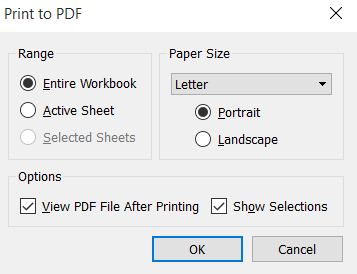 Print to PDF
Range
Entire Workbook
Active Sheet
Selected Sheets
Paper Size
Letter
Portrait
Landscape
Options
View PDF File After Printing
Show Selections
OK
Cancel